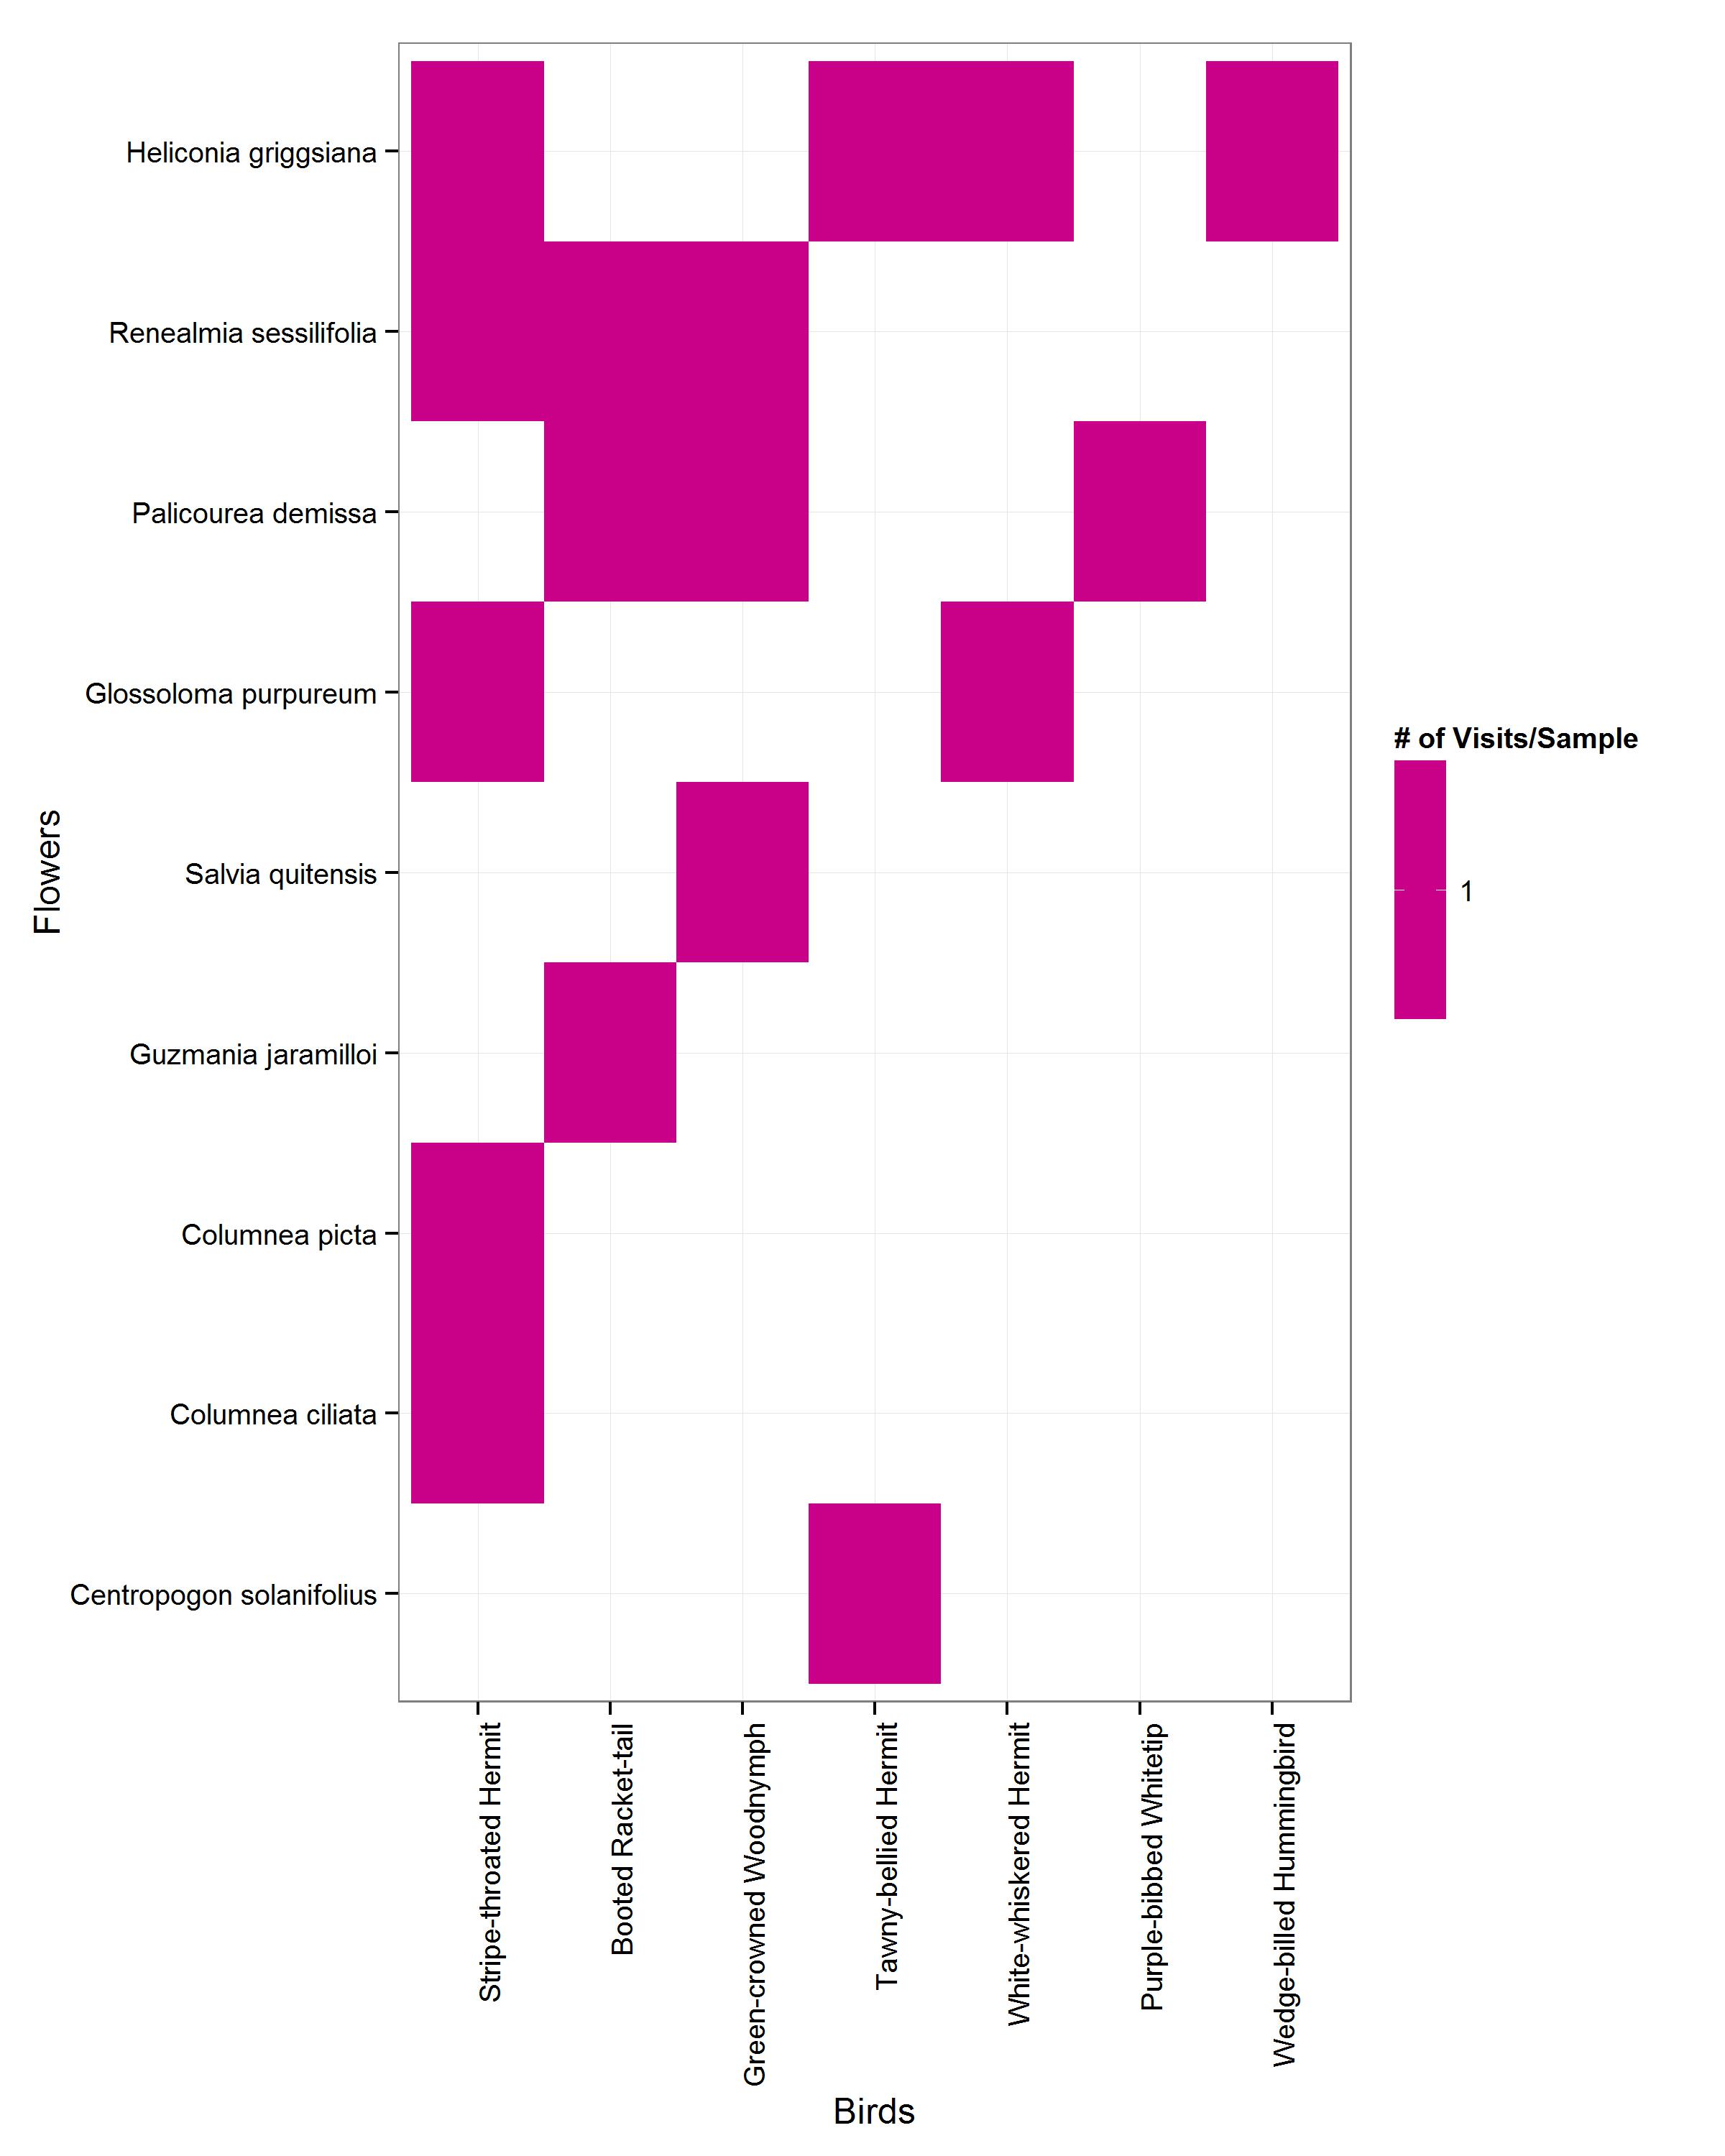 Heliconia griggsiana
Renealmia sessilifolia
Palicourea demissa
Glossoloma purpureum
Salvia quitensis
Guzmania jaramilloi
Columnea picta
Columnea ciliata
Centropogon solanifolius
Flowers
# of Visits/Sample
1
Stripe-throated Hermit
Booted Racket-tail
Green-crowned Woodnymph
Tawny-bellied Hermit
White-whiskered Hermit
Purple-bibbed Whitetip
Wedge-billed Hummingbird
Birds